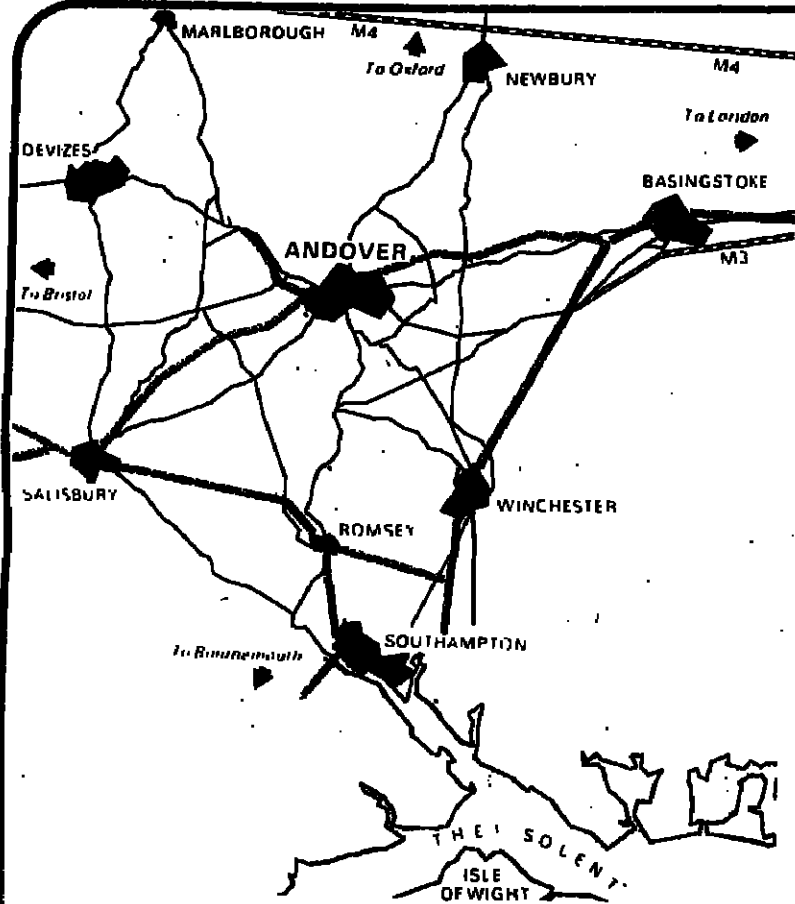 MARLBOROUGH
M4
To Oxford
NEWBURY
M4
To London
DEVIZES
BASINGSTOKE
ANDOVER
M3
To Bristol
SALISBURY
WINCHESTER
ROMSEY
SOUTHAMPTON
To Bournemouth
THE SOLENT
ISLE
OF WIGHT